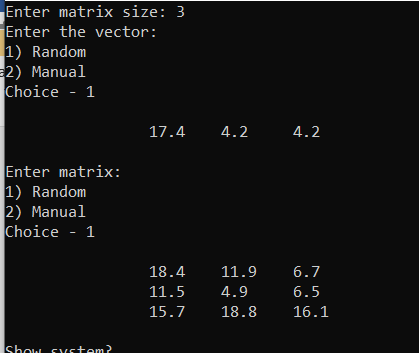 Enter matrix size: 3
Enter the vector:
1) Random
2) Manual
Choice - 1
17.4 4.2 4.2
Enter matrix:
1) Random
2) Manual
Choice - 1
18.4 11.9 6.7
11.5 4.9 6.5
15.7 18.8 16.1
Show system?